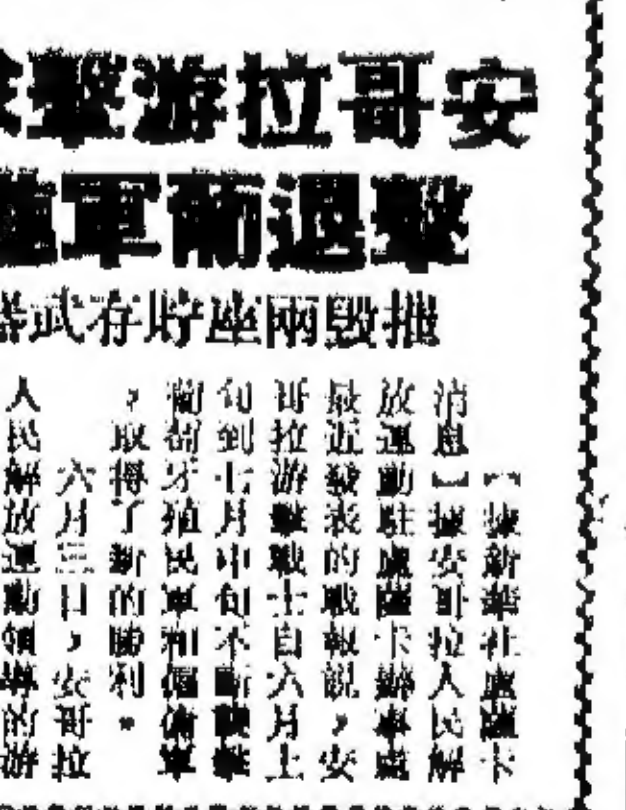 安哥拉游擊
擊退葡軍
摧毀兩座貯存武器
【據新華社盧薩卡
消息】據安哥拉人民解
放運動駐盧薩卡辦事處
最近發表的戰報說，安
哥拉游擊戰士自六月上
旬到七月中旬不斷襲擊
葡萄牙殖民軍和僱傭軍
，取得了新的勝利。
六月三日，安哥拉
人民解放運動領導的游